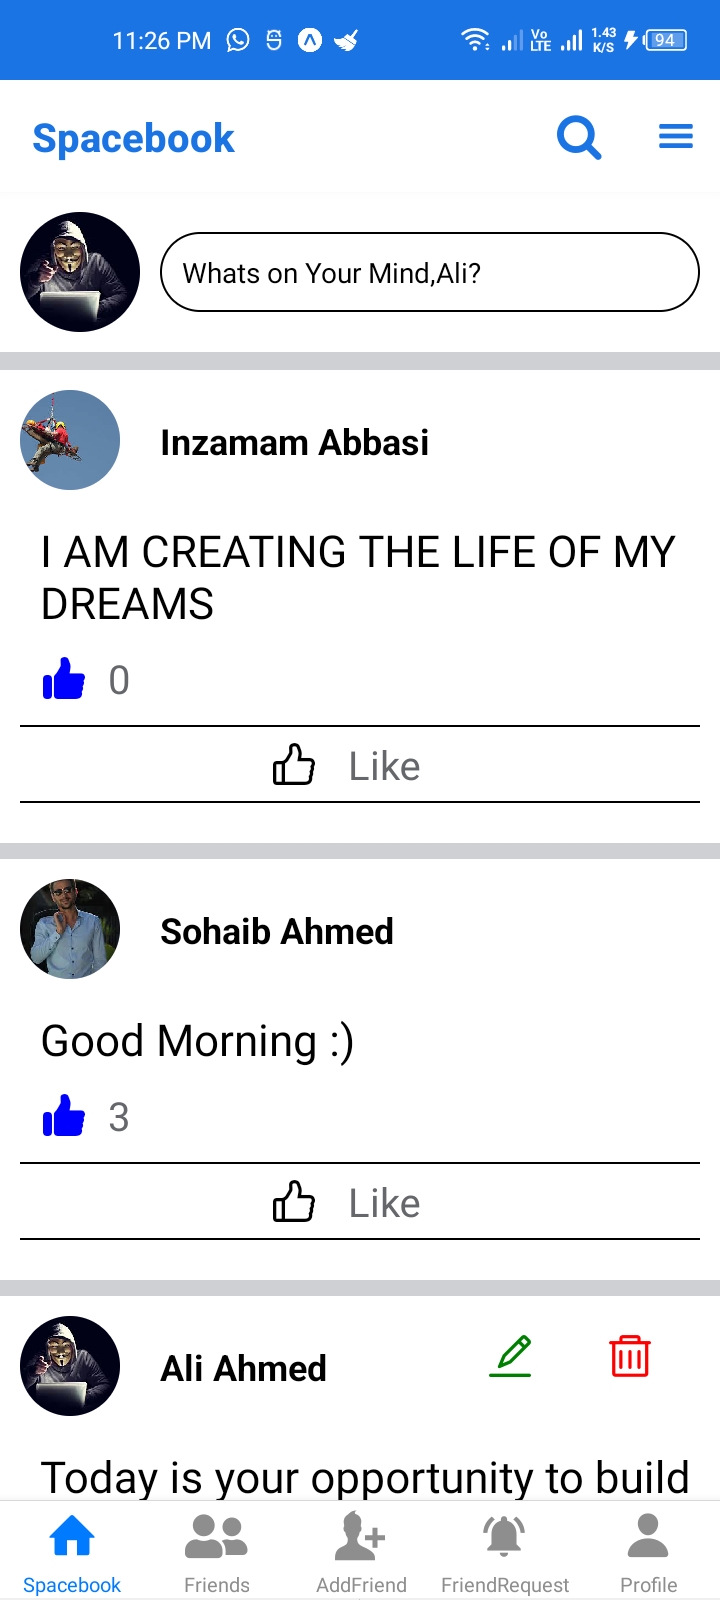 11:26 PM Vo LTE 1.43 K/S 94
Spacebook
Whats on Your Mind,Ali?
Inzamam Abbasi
I AM CREATING THE LIFE OF MY
DREAMS
0
Like
Sohaib Ahmed
Good Morning :)
3
Like
Ali Ahmed
Today is your opportunity to build
Spacebook Friends AddFriend FriendRequest Profile